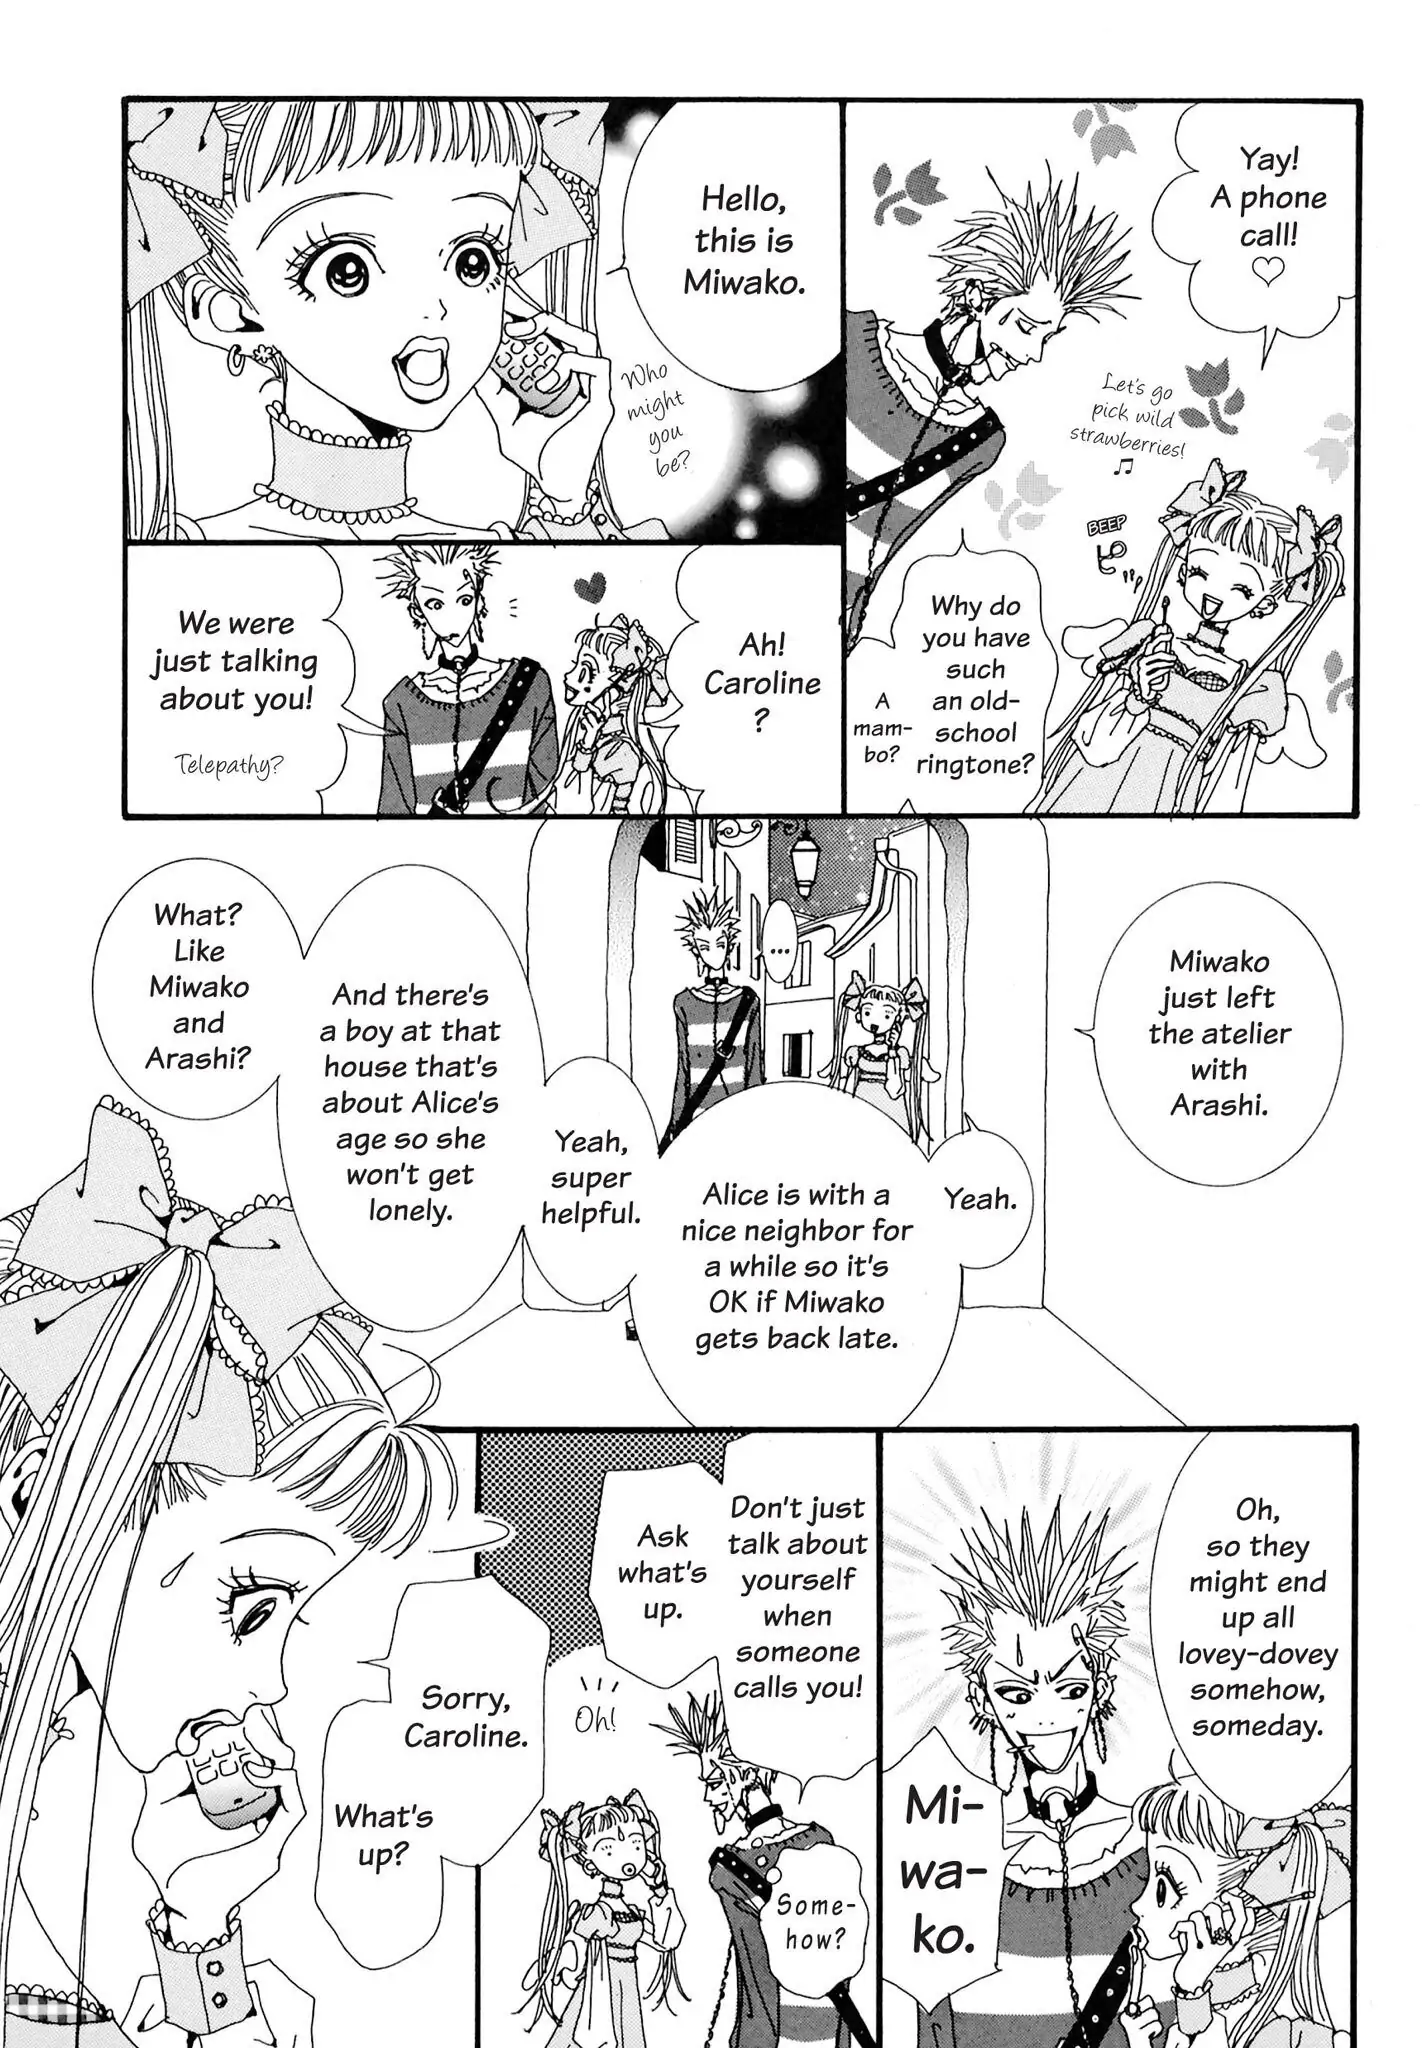 Yay!
A phone
call!
♡
Let's go
pick wild
strawberries!
♫
BEEP
ピ
Why do
you have
such
an old-
school
ringtone?
A
mam-
bo?
Hello,
this is
Miwako.
Who
might
you
be?
Ah!
Caroline
?
We were
just talking
about you!
Telepathy?
Miwako
just left
the atelier
with
Arashi.
...
Yeah.
Alice is with a
nice neighbor for
a while so it's
OK if Miwako
gets back late.
Yeah,
super
helpful.
And there's
a boy at that
house that's
about Alice's
age so she
won't get
lonely.
What?
Like
Miwako
and
Arashi?
Oh,
so they
might end
up all
lovey-dovey
somehow,
someday.
Mi-
wa-
ko.
Don't just
talk about
yourself
when
someone
calls you!
Ask
what's
up.
Some-
how?
Oh!
Sorry,
Caroline.
What's
up?